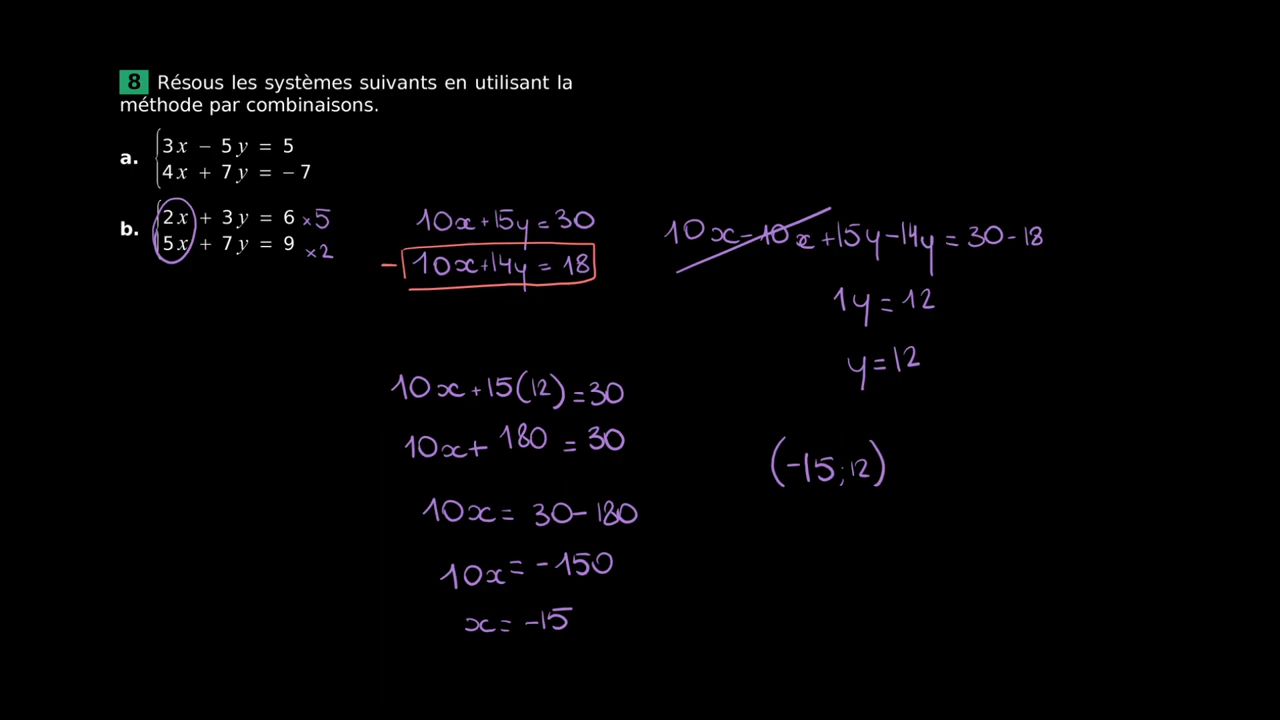 8 Résous les systèmes suivants en utilisant la
méthode par combinaisons.
a. 3x − 5y = 5
4x + 7y = −7
b. 2x + 3y = 6 ×5
5x + 7y = 9 ×2
10x+15y=30
− 10x+14y=18
10x-10x+15y-14y=30-18
1y=12
y=12
10x+15(12)=30
10x+180=30
10x=30-180
10x=-150
x=-15
(-15;12)